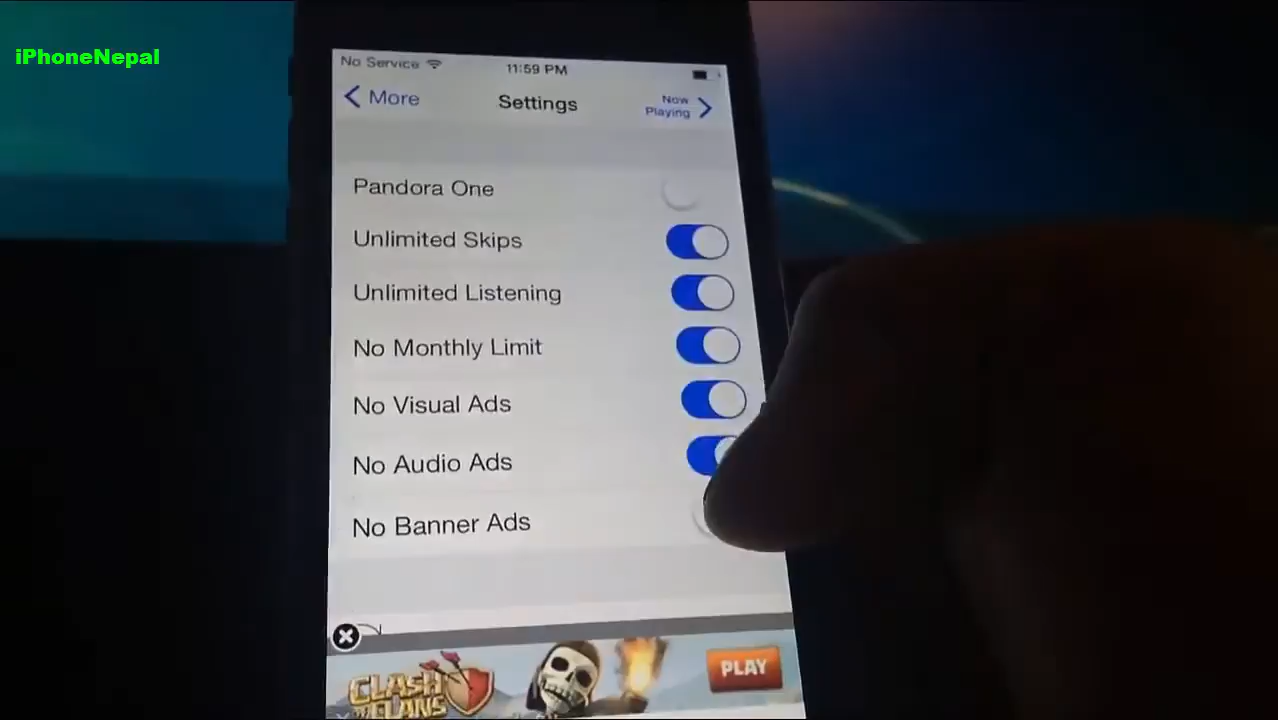 iPhoneNepal
No Service
11:59 PM
More
Settings
Now
Playing
Pandora One
Unlimited Skips
Unlimited Listening
No Monthly Limit
No Visual Ads
No Audio Ads
No Banner Ads
CLASH
OF CLANS
PLAY